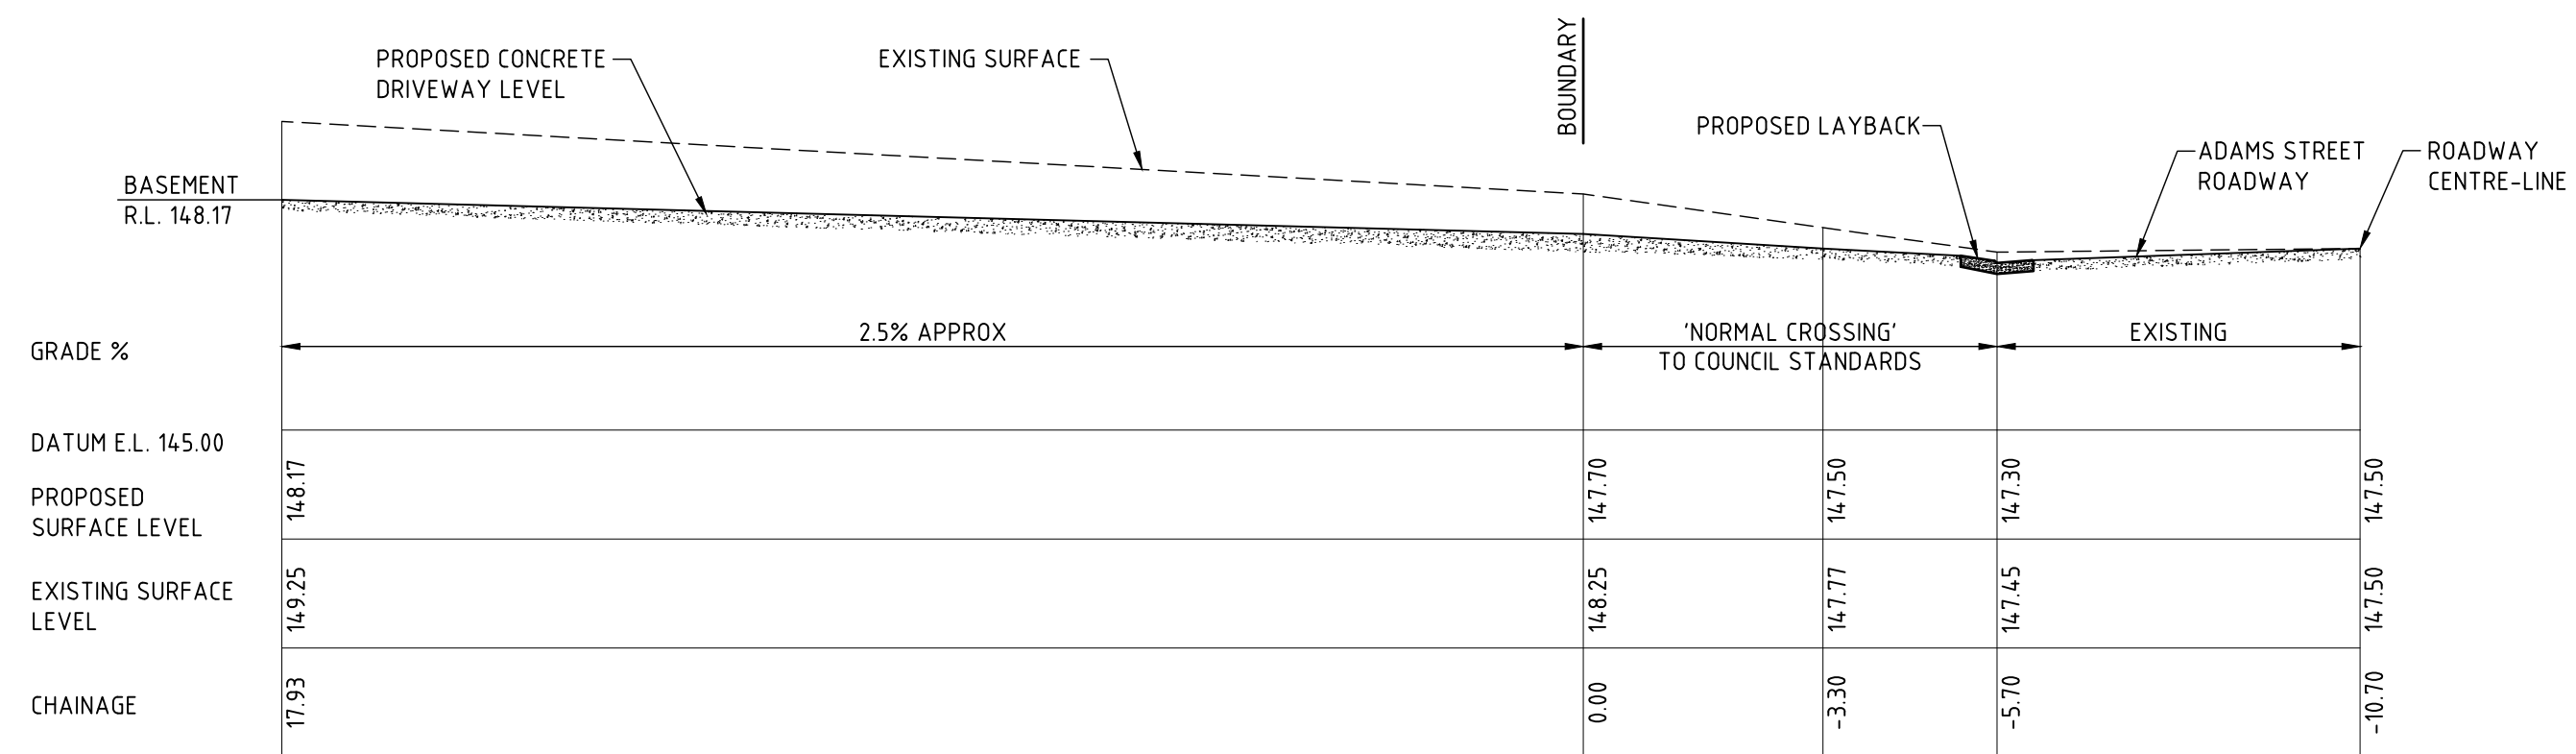 BOUNDARY
PROPOSED CONCRETE
DRIVEWAY LEVEL
EXISTING SURFACE
PROPOSED LAYBACK
ADAMS STREET
ROADWAY
ROADWAY
CENTRE-LINE
BASEMENT
R.L. 148.17
GRADE %
2.5% APPROX
'NORMAL CROSSING'
TO COUNCIL STANDARDS
EXISTING
DATUM E.L. 145.00
PROPOSED
SURFACE LEVEL
148.17
147.70
147.50
147.30
147.50
EXISTING SURFACE
LEVEL
149.25
148.25
147.77
147.45
147.50
CHAINAGE
17.93
0.00
-3.30
-5.70
-10.70